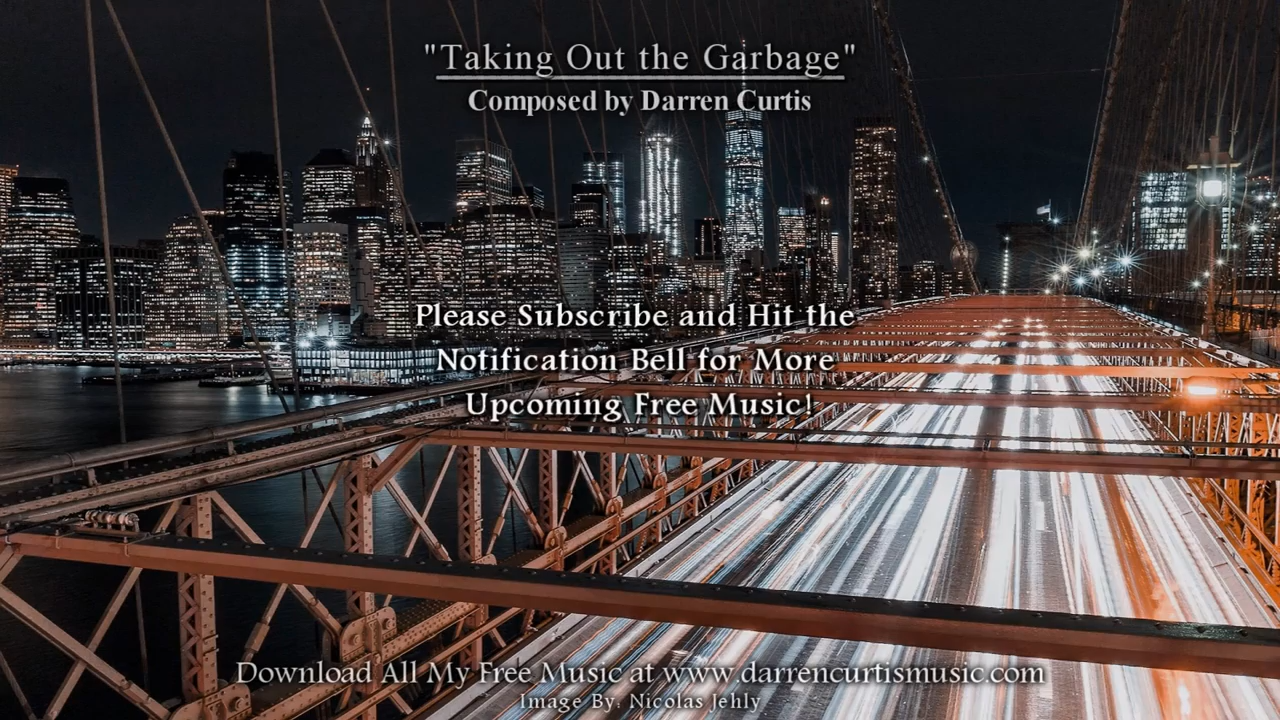 "Taking Out the Garbage"
Composed by Darren Curtis
Please Subscribe and Hit the
Notification Bell for More
Upcoming Free Music!
Download All My Free Music at www.darrencurtismusic.com
Image By: Nicolas Jehly